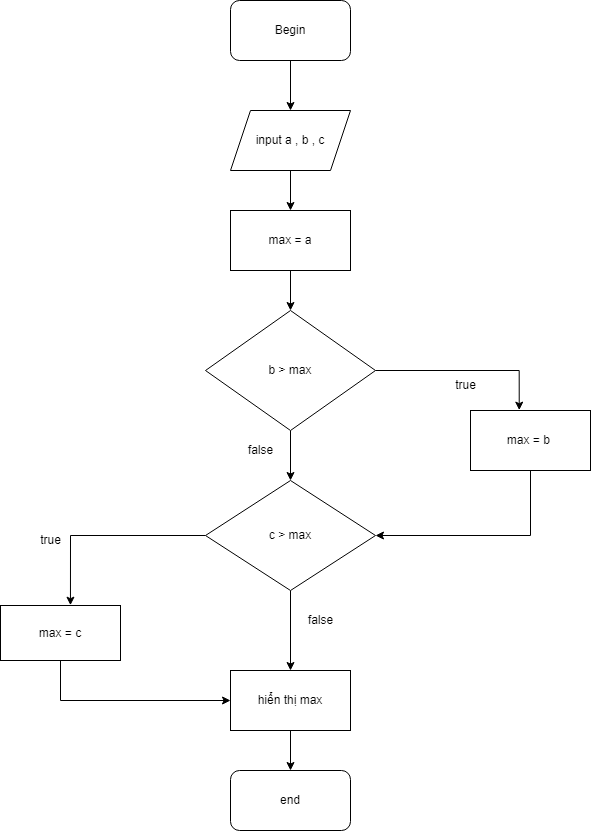 Begin
input a , b , c
max = a
b > max
true
max = b
false
c > max
true
max = c
false
hiển thị max
end